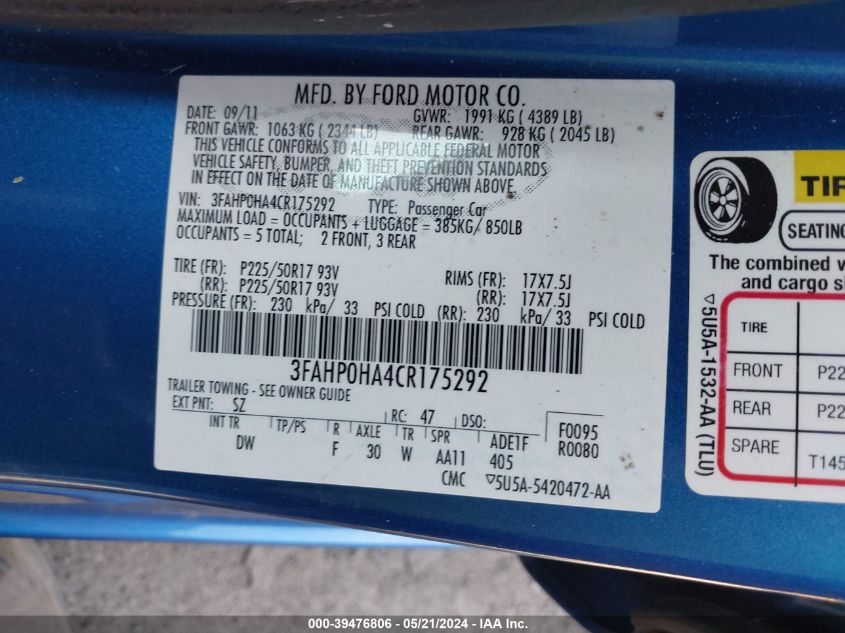 MFD. BY FORD MOTOR CO.
DATE: 09/11 GVWR: 1991 KG ( 4389 LB)
FRONT GAWR: 1063 KG ( 2344 LB) REAR GAWR: 928 KG ( 2045 LB)
THIS VEHICLE CONFORMS TO ALL APPLICABLE FEDERAL MOTOR
VEHICLE SAFETY, BUMPER, AND THEFT PREVENTION STANDARDS
IN EFFECT ON THE DATE OF MANUFACTURE SHOWN ABOVE.
VIN: 3FAHP0HA4CR175292 TYPE: Passenger Car
MAXIMUM LOAD = OCCUPANTS + LUGGAGE = 385KG/ 850LB
OCCUPANTS = 5 TOTAL; 2 FRONT, 3 REAR
TIRE (FR): P225/50R17 93V RIMS (FR): 17X7.5J
(RR): P225/50R17 93V (RR): 17X7.5J
PRESSURE (FR): 230 kPa/ 33 PSI COLD (RR): 230 kPa/ 33 PSI COLD
3FAHP0HA4CR175292
TRAILER TOWING - SEE OWNER GUIDE
EXT PNT: SZ RC: 47 DSO: F0095
INT TR TP/PS R AXLE TR SPR ADE1F R0080
DW F 30 W AA11 405
CMC ▽5U5A-5420472-AA
TIR
SEATING
The combined v
and cargo s
TIRE
FRONT P22
REAR P22
SPARE T145
▽5U5A-1532-AA (TLU)
000-39476806 - 05/21/2024 - IAA Inc.